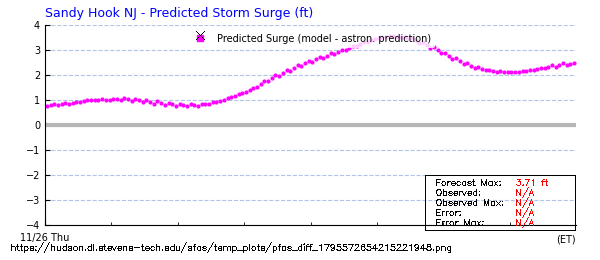 Sandy Hook NJ - Predicted Storm Surge (ft)
4
Predicted Surge (model - astron. prediction)
3
2
1
0
−1
−2
−3
−4
Forecast Max: 3.71 ft
Observed: N/A
Observed Max: N/A
Error: N/A
Error Max: N/A
11/26 Thu
(ET)
https://hudson.dl.stevens-tech.edu/sfas/temp_plots/pfas_diff_1795572654215221948.png